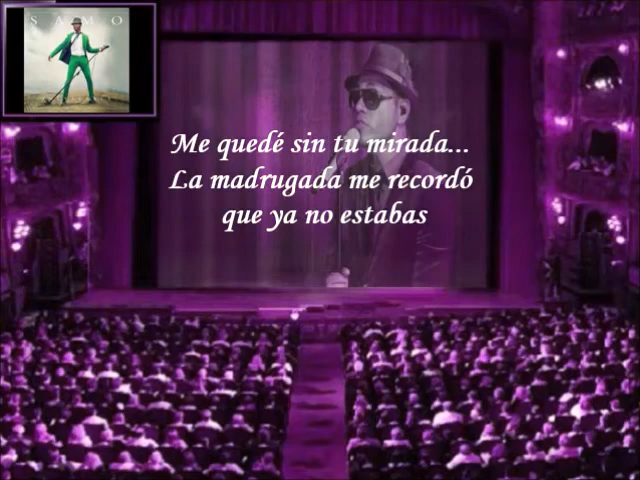 SAMO
Me quedé sin tu mirada...
La madrugada me recordó
que ya no estabas